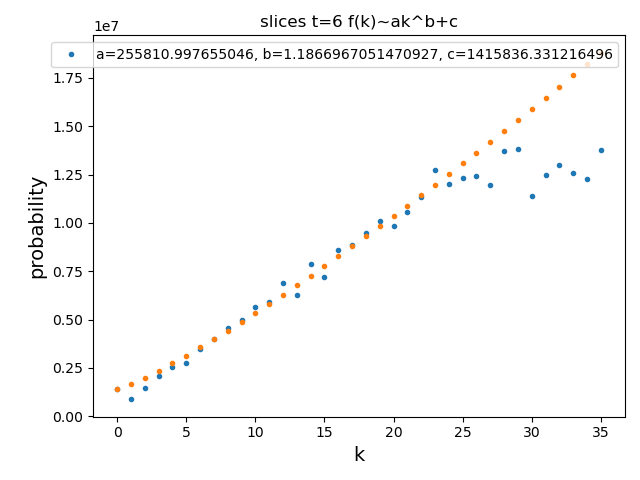 slices t=6 f(k)~ak^b+c
1e7
a=255810.997655046, b=1.1866967051470927, c=1415836.331216496
1.75
1.50
1.25
1.00
0.75
0.50
0.25
0.00
probability
0 5 10 15 20 25 30 35
k